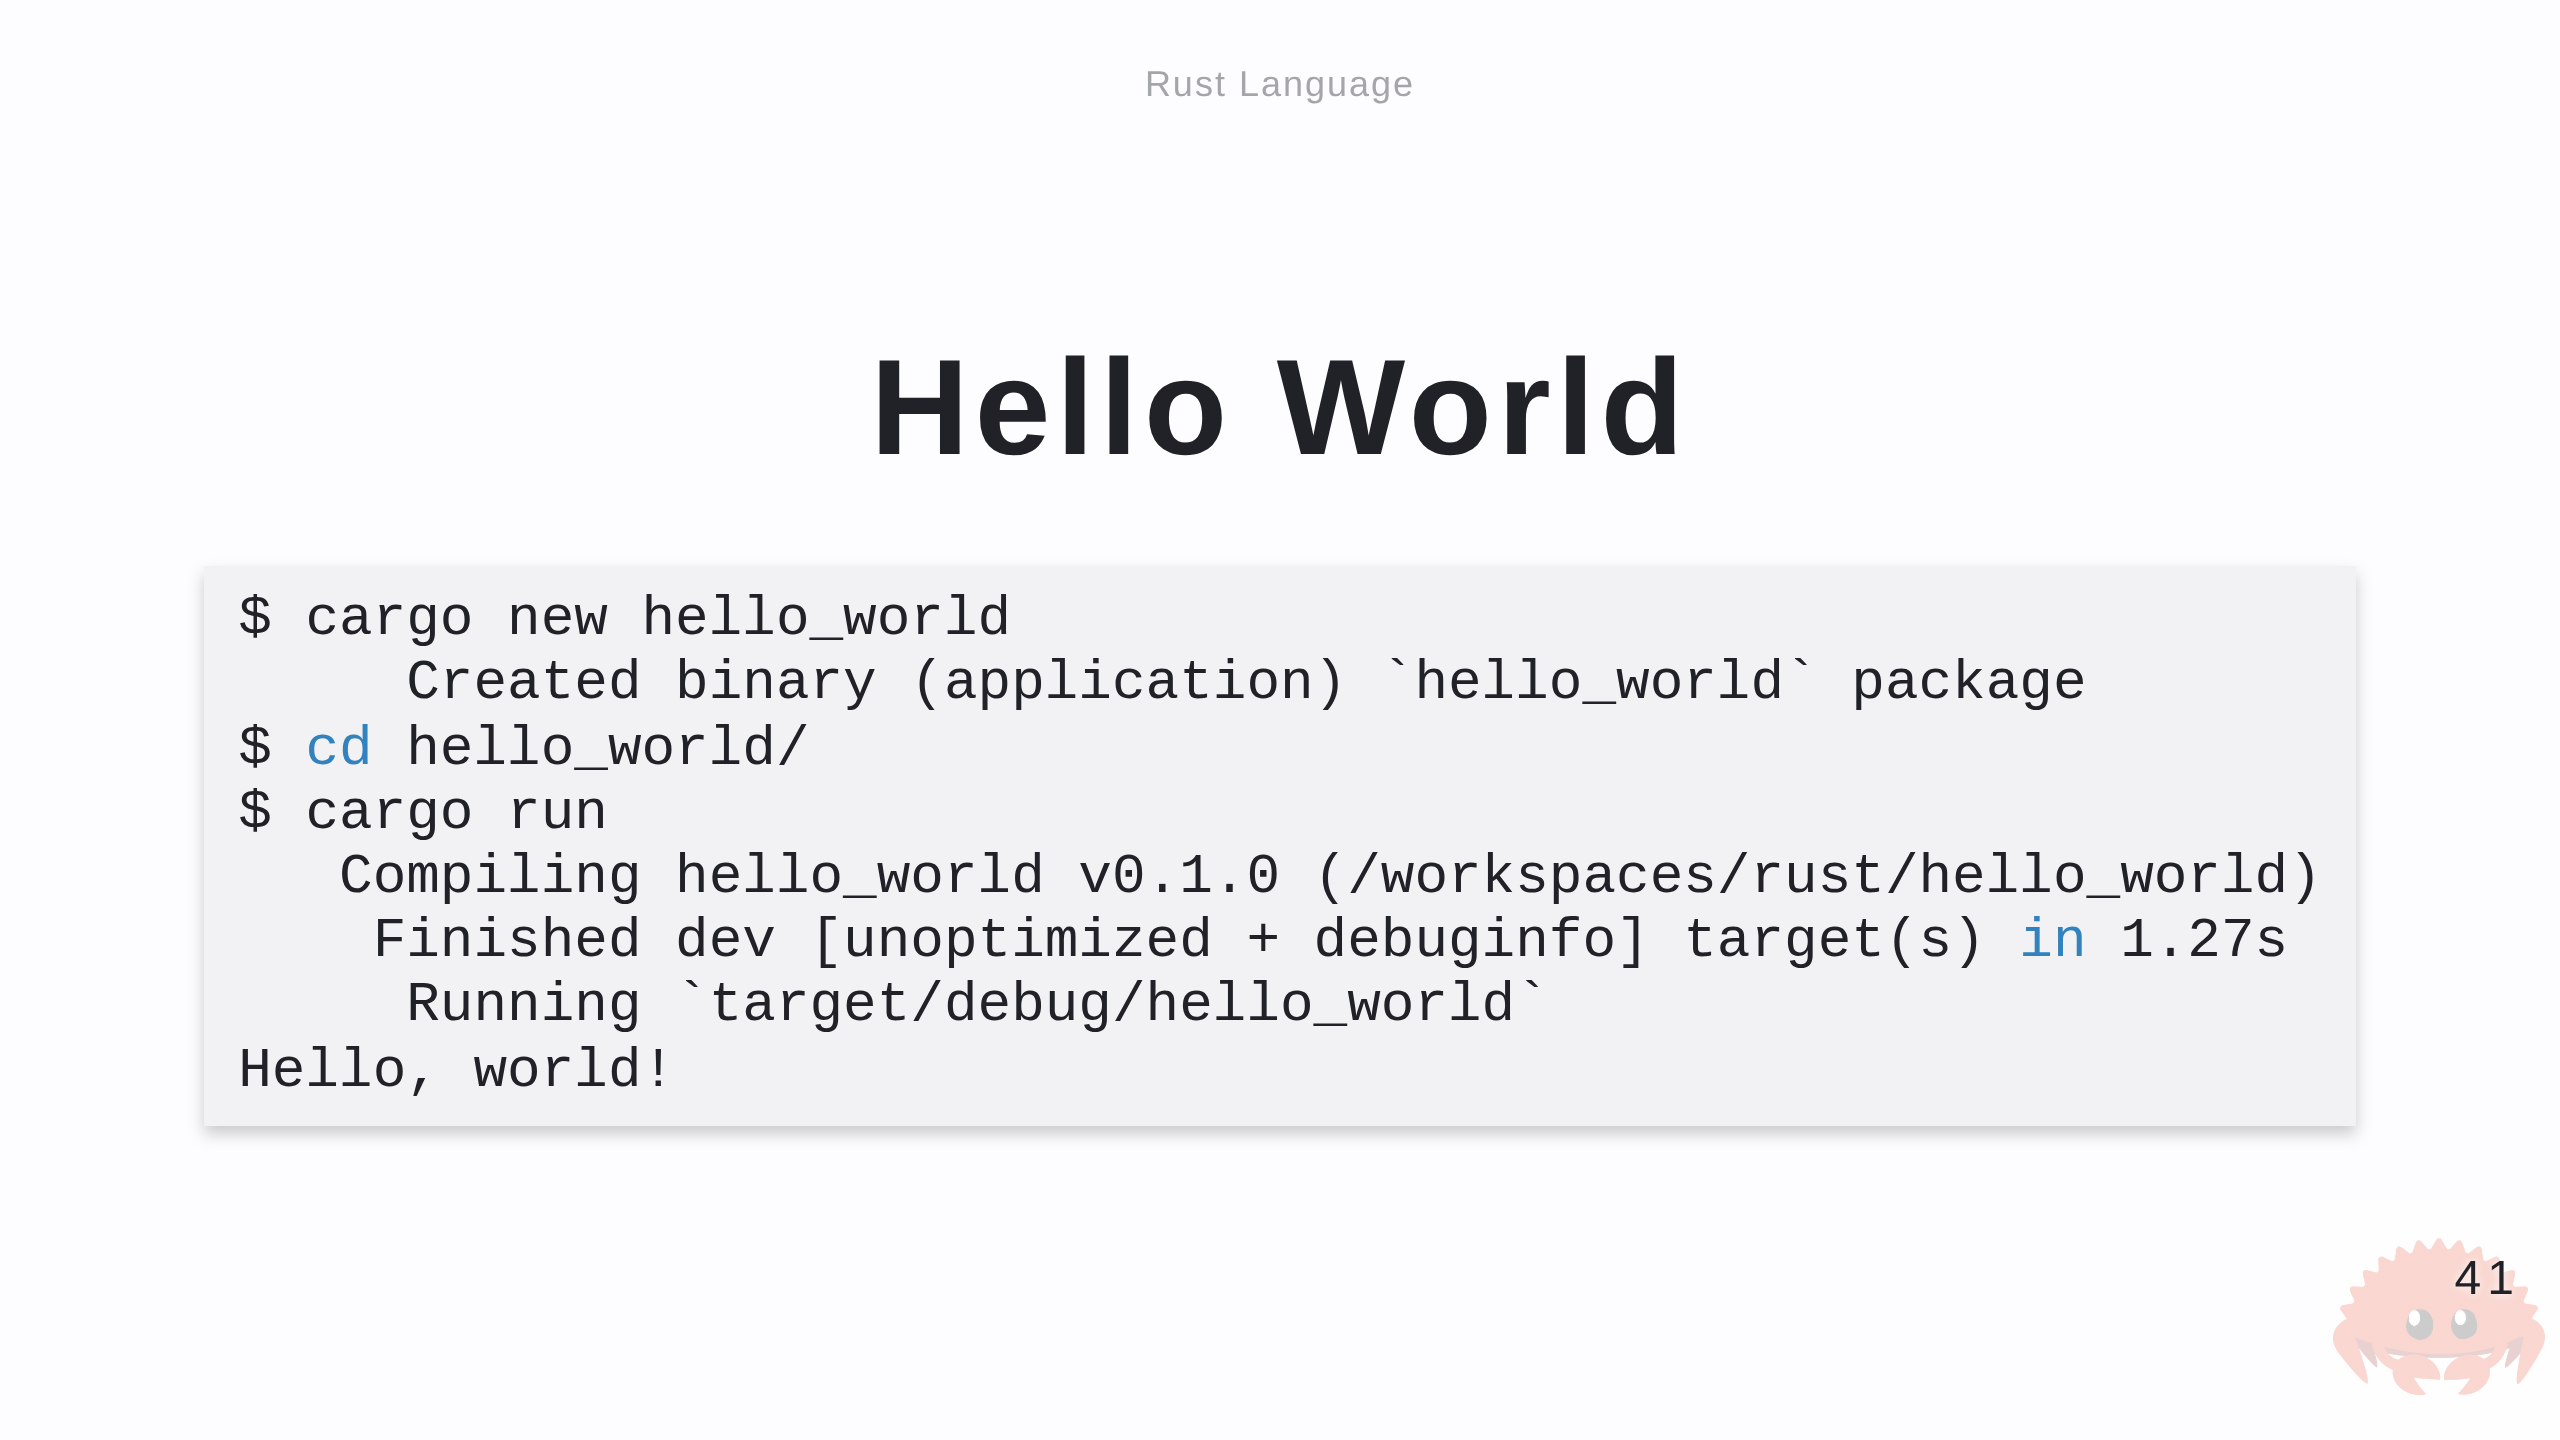 Rust Language
Hello World
$ cargo new hello_world
     Created binary (application) `hello_world` package
$ cd hello_world/
$ cargo run
   Compiling hello_world v0.1.0 (/workspaces/rust/hello_world)
    Finished dev [unoptimized + debuginfo] target(s) in 1.27s
     Running `target/debug/hello_world`
Hello, world!
41